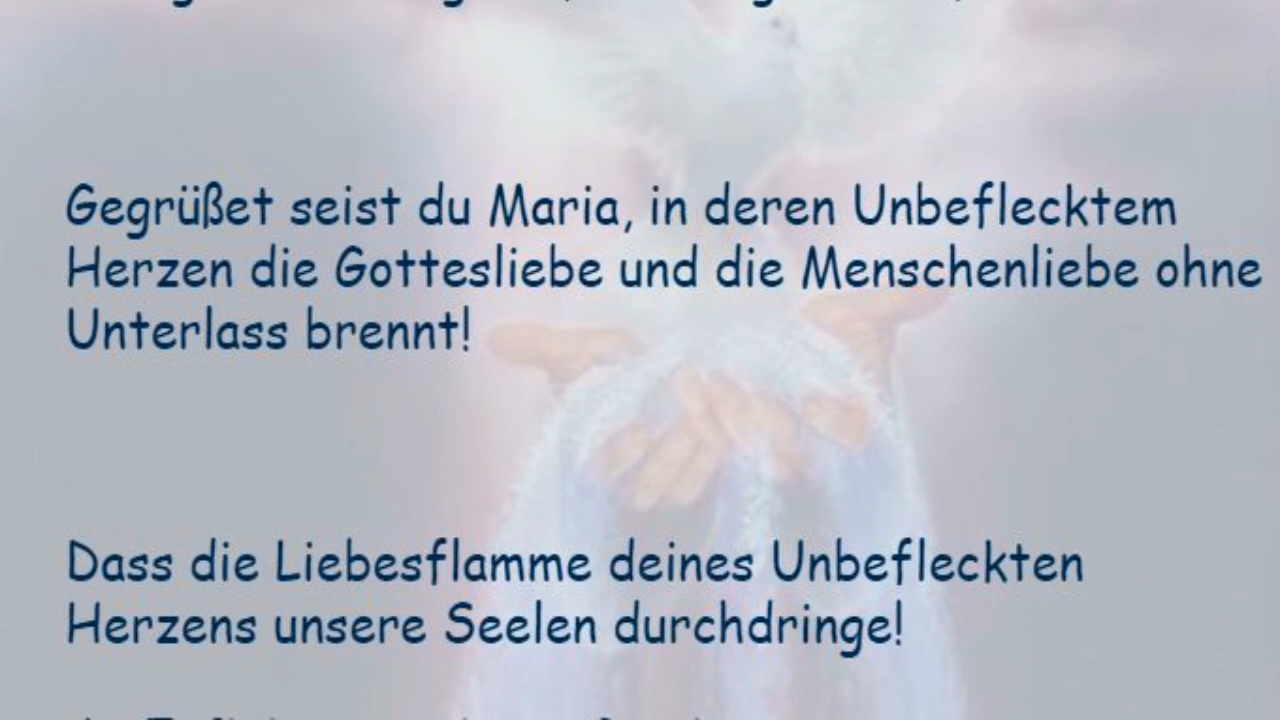 Gegrüßet seist du Maria, in deren Unbeflecktem
Herzen die Gottesliebe und die Menschenliebe ohne
Unterlass brennt!
Dass die Liebesflamme deines Unbefleckten
Herzens unsere Seelen durchdringe!